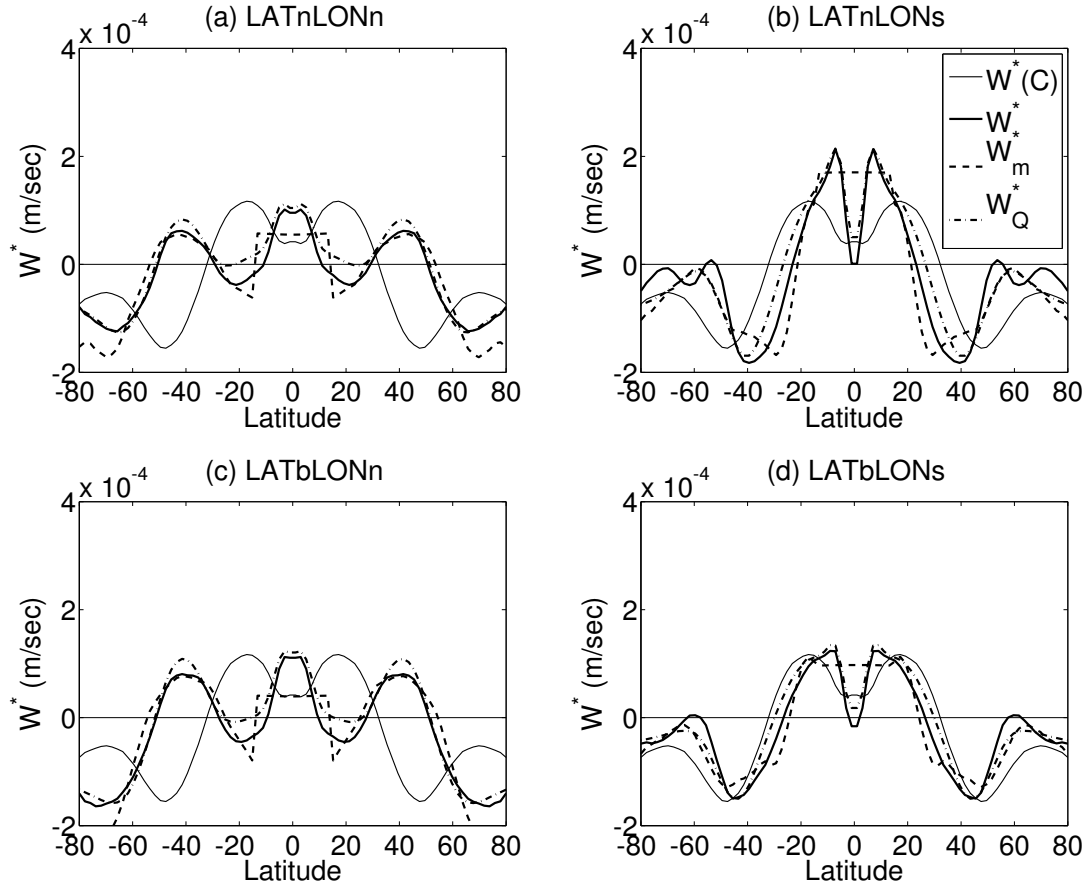 (a) LATnLONn
x 10^-4
4
2
0
-2
W* (m/sec)
-80 -60 -40 -20 0 20 40 60 80
Latitude
(b) LATnLONs
x 10^-4
4
2
0
-2
W* (m/sec)
-80 -60 -40 -20 0 20 40 60 80
Latitude
W*(C)
W*
W*_m
W*_Q
(c) LATbLONn
x 10^-4
4
2
0
-2
W* (m/sec)
-80 -60 -40 -20 0 20 40 60 80
Latitude
(d) LATbLONs
x 10^-4
4
2
0
-2
W* (m/sec)
-80 -60 -40 -20 0 20 40 60 80
Latitude